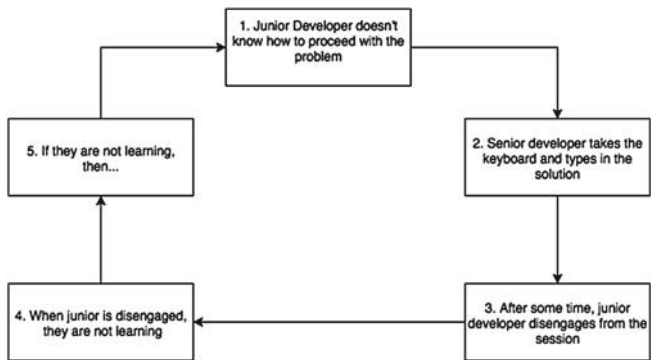 1. Junior Developer doesn't
know how to proceed with the
problem
2. Senior developer takes the
keyboard and types in the
solution
3. After some time, junior
developer disengages from the
session
4. When junior is disengaged,
they are not learning
5. If they are not learning,
then...